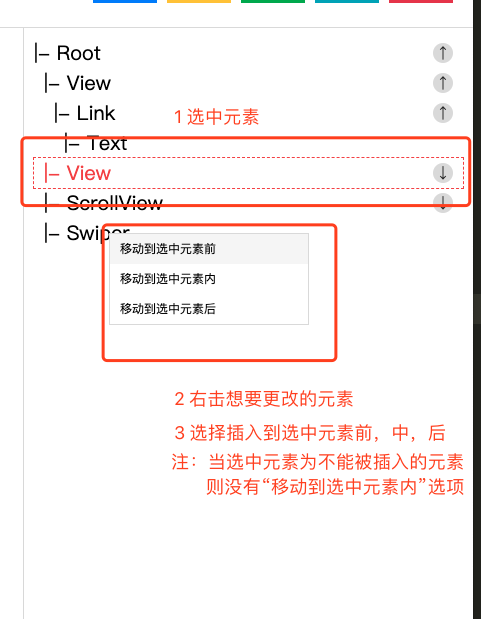 |– Root ↑
|– View ↑
|– Link ↑
1 选中元素
|– Text
|– View ↓
|– ScrollView ↓
|– Swiper
移动到选中元素前
移动到选中元素内
移动到选中元素后
2 右击想要更改的元素
3 选择插入到选中元素前，中，后
注：当选中元素为不能被插入的元素
则没有“移动到选中元素内”选项